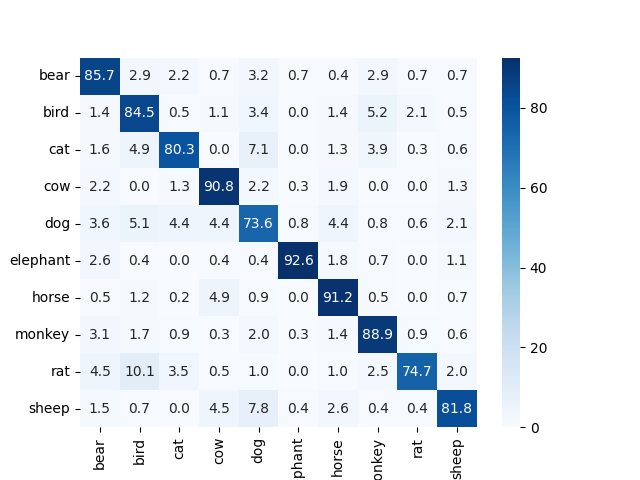 bear 85.7 2.9 2.2 0.7 3.2 0.7 0.4 2.9 0.7 0.7
bird 1.4 84.5 0.5 1.1 3.4 0.0 1.4 5.2 2.1 0.5
cat 1.6 4.9 80.3 0.0 7.1 0.0 1.3 3.9 0.3 0.6
cow 2.2 0.0 1.3 90.8 2.2 0.3 1.9 0.0 0.0 1.3
dog 3.6 5.1 4.4 4.4 73.6 0.8 4.4 0.8 0.6 2.1
elephant 2.6 0.4 0.0 0.4 0.4 92.6 1.8 0.7 0.0 1.1
horse 0.5 1.2 0.2 4.9 0.9 0.0 91.2 0.5 0.0 0.7
monkey 3.1 1.7 0.9 0.3 2.0 0.3 1.4 88.9 0.9 0.6
rat 4.5 10.1 3.5 0.5 1.0 0.0 1.0 2.5 74.7 2.0
sheep 1.5 0.7 0.0 4.5 7.8 0.4 2.6 0.4 0.4 81.8
bear bird cat cow dog phant horse onkey rat sheep
80
60
40
20
0